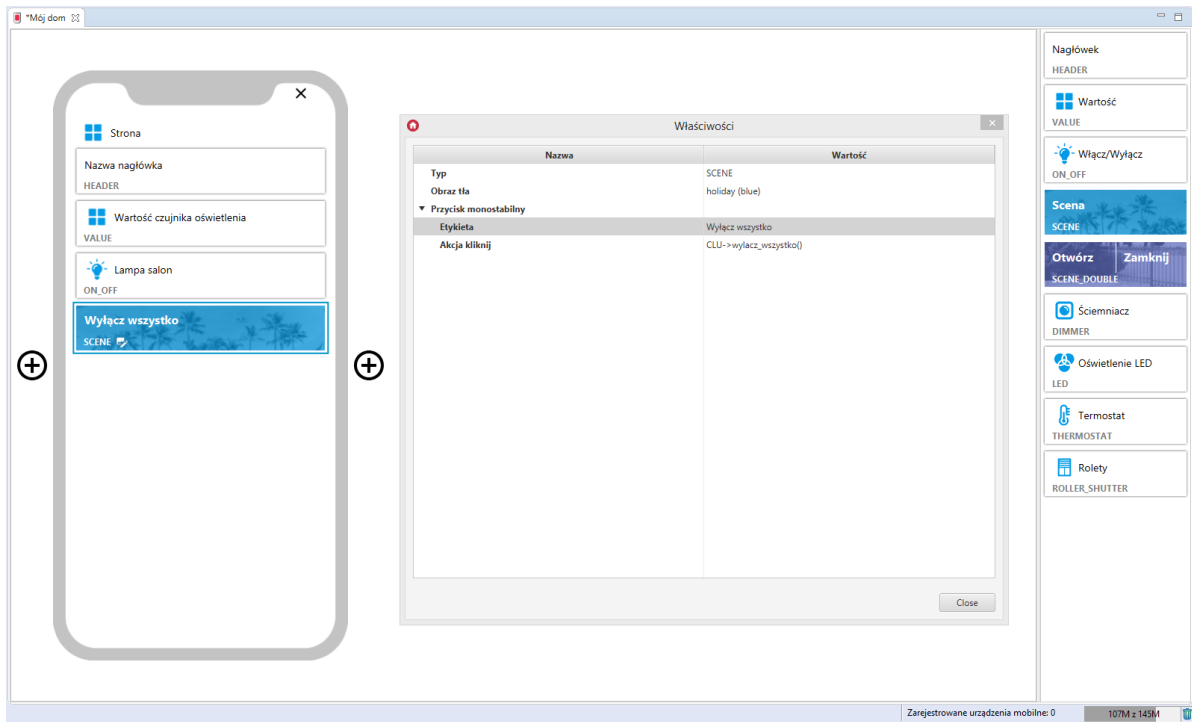 *Mój dom
Strona
Nazwa nagłówka
HEADER
Wartość czujnika oświetlenia
VALUE
Lampa salon
ON_OFF
Wyłącz wszystko
SCENE
Właściwości
Nazwa Wartość
Typ SCENE
Obraz tła holiday (blue)
Przycisk monostabilny
Etykieta Wyłącz wszystko
Akcja kliknij CLU->wylacz_wszystko()
Close
Nagłówek
HEADER
Wartość
VALUE
Włącz/Wyłącz
ON_OFF
Scena
SCENE
Otwórz Zamknij
SCENE_DOUBLE
Ściemniacz
DIMMER
Oświetlenie LED
LED
Termostat
THERMOSTAT
Rolety
ROLLER_SHUTTER
Zarejestrowane urządzenia mobilne: 0 107M z 145M